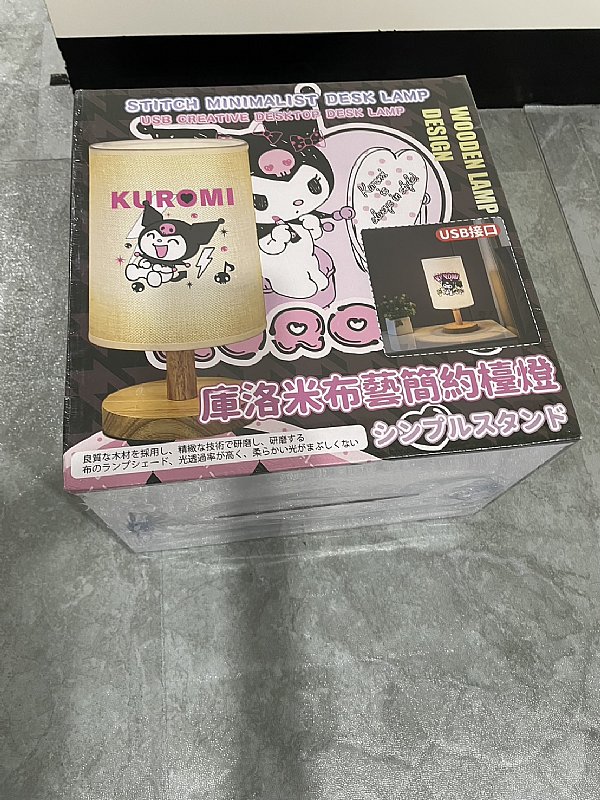 STITCH MINIMALIST DESK LAMP
USB CREATIVE DESKTOP DESK LAMP
WOODEN LAMP
DESIGN
KUROMI
Kuromi
USB接口
KUROMI
庫洛米布藝簡約檯燈
シンプルスタンド
良質な木材を採用し、精緻な技術で研磨し、研磨する
布のランプシェード、光透過率が高く、柔らかい光がまぶしくない